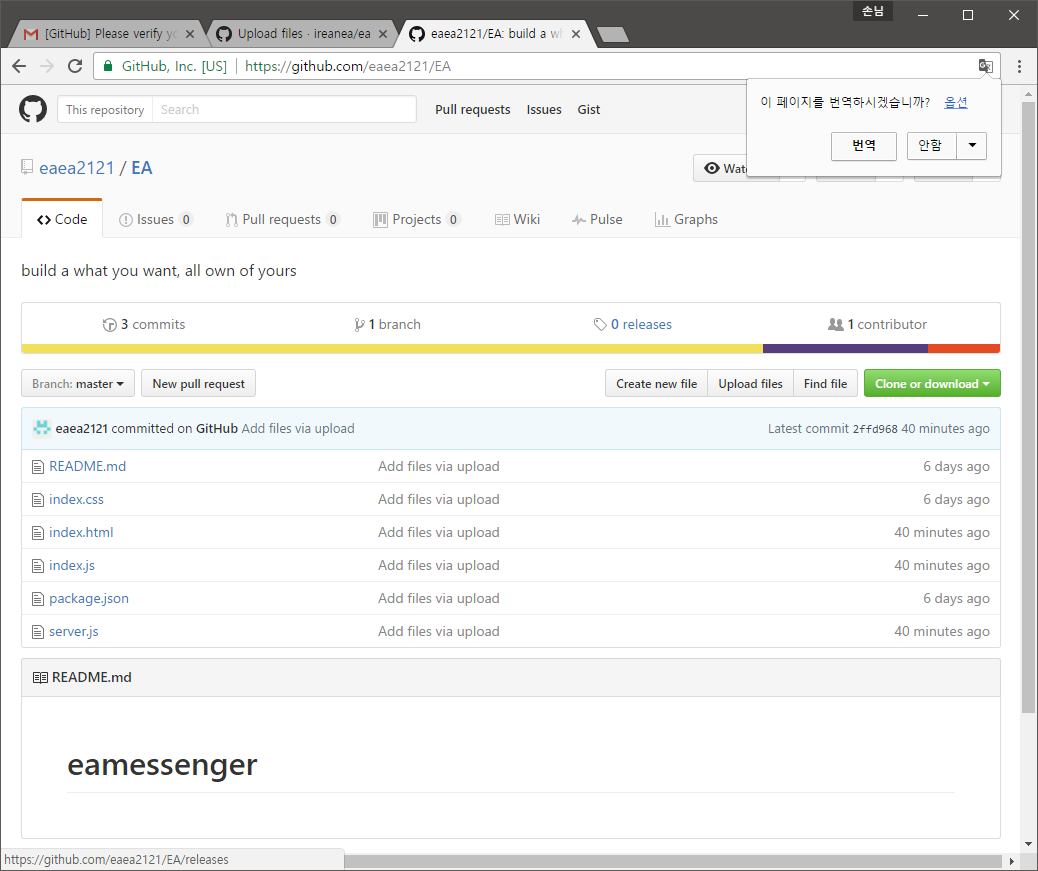 손님
[GitHub] Please verify yo
Upload files · ireanea/ea
eaea2121/EA: build a wh
GitHub, Inc. [US] https://github.com/eaea2121/EA
이 페이지를 번역하시겠습니까? 옵션
번역 안함
This repository Search Pull requests Issues Gist
eaea2121 / EA
Code Issues 0 Pull requests 0 Projects 0 Wiki Pulse Graphs
build a what you want, all own of yours
3 commits 1 branch 0 releases 1 contributor
Branch: master New pull request Create new file Upload files Find file Clone or download
eaea2121 committed on GitHub Add files via upload Latest commit 2ffd968 40 minutes ago
README.md Add files via upload 6 days ago
index.css Add files via upload 6 days ago
index.html Add files via upload 40 minutes ago
index.js Add files via upload 40 minutes ago
package.json Add files via upload 6 days ago
server.js Add files via upload 40 minutes ago
README.md
eamessenger
https://github.com/eaea2121/EA/releases